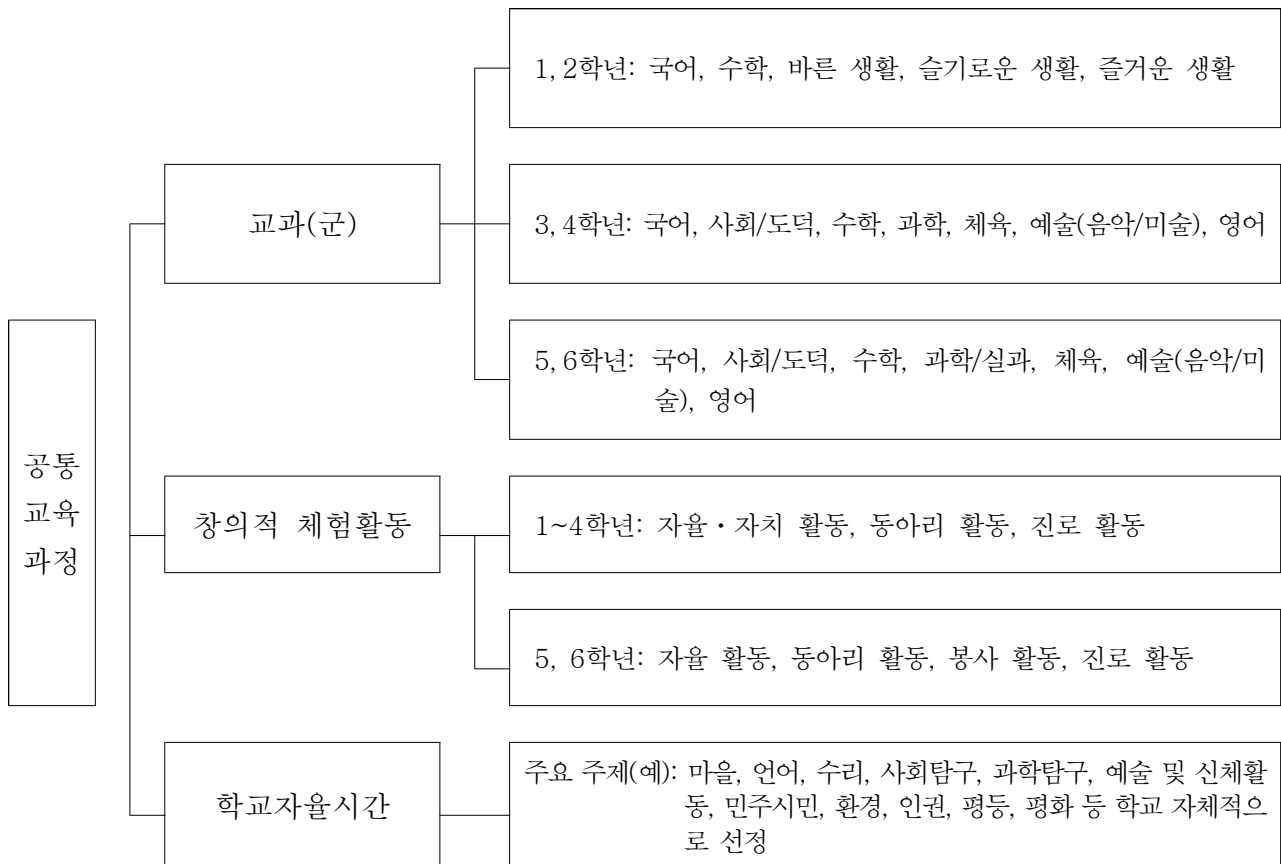 1, 2학년: 국어, 수학, 바른 생활, 슬기로운 생활, 즐거운 생활
교과(군)
3, 4학년: 국어, 사회/도덕, 수학, 과학, 체육, 예술(음악/미술), 영어
5, 6학년: 국어, 사회/도덕, 수학, 과학/실과, 체육, 예술(음악/미
술), 영어
공통
교육
과정
창의적 체험활동
1~4학년: 자율・자치 활동, 동아리 활동, 진로 활동
5, 6학년: 자율 활동, 동아리 활동, 봉사 활동, 진로 활동
학교자율시간
주요 주제(예): 마을, 언어, 수리, 사회탐구, 과학탐구, 예술 및 신체활
동, 민주시민, 환경, 인권, 평등, 평화 등 학교 자체적으
로 선정